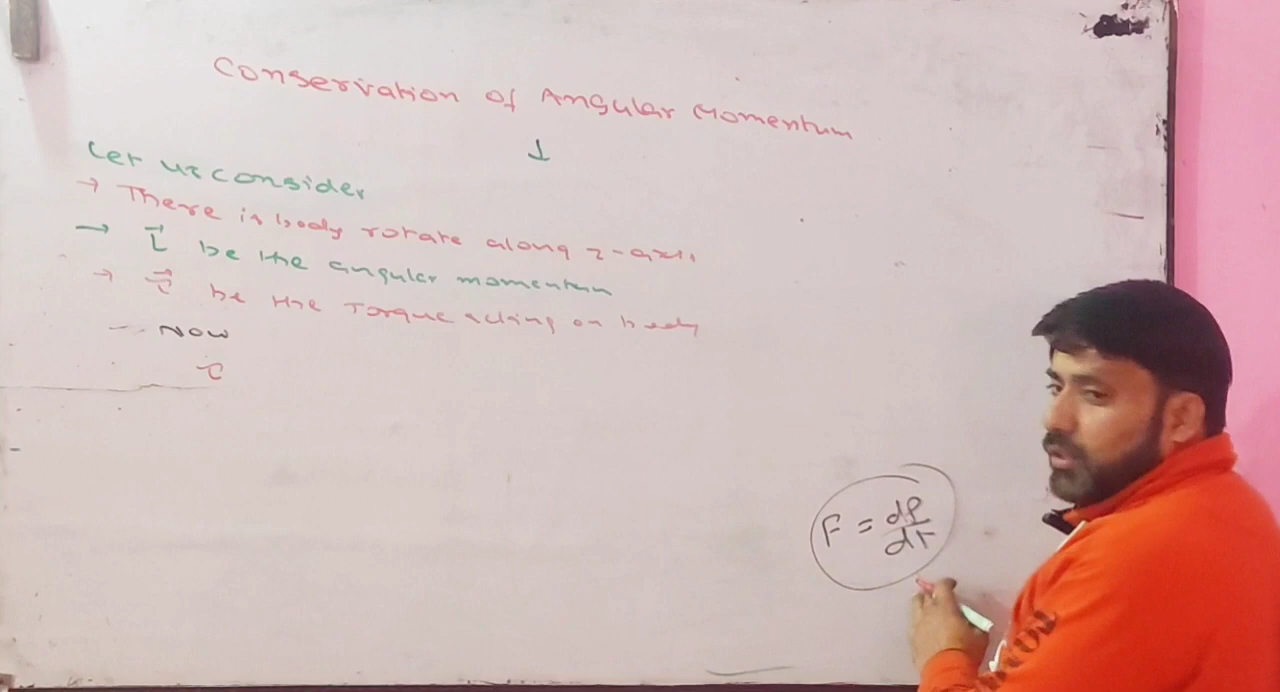 Conservation of Angular Momentum
↓
Let us consider
→ There is body rotate along z-axis
→ L⃗ be the angular momentum
→ τ⃗ be the Torque acting on body
Now
τ
F = dP/dt